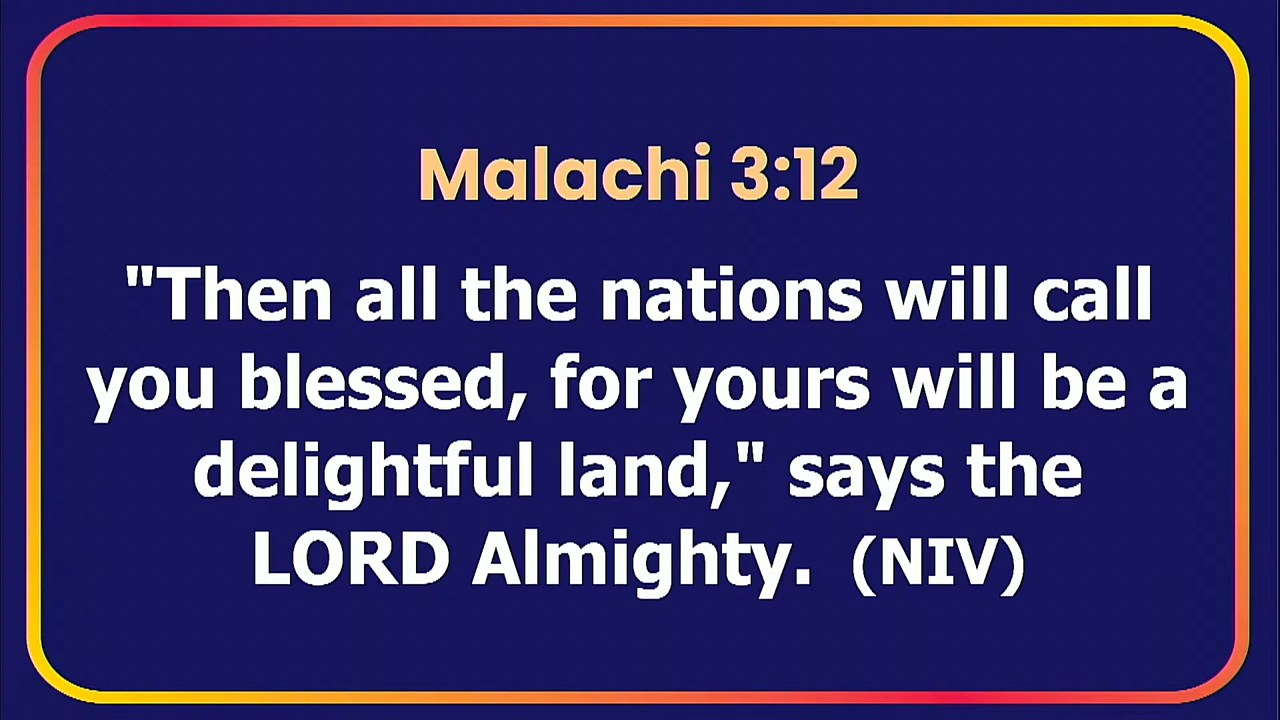 Malachi 3:12
"Then all the nations will call
you blessed, for yours will be a
delightful land," says the
LORD Almighty. (NIV)